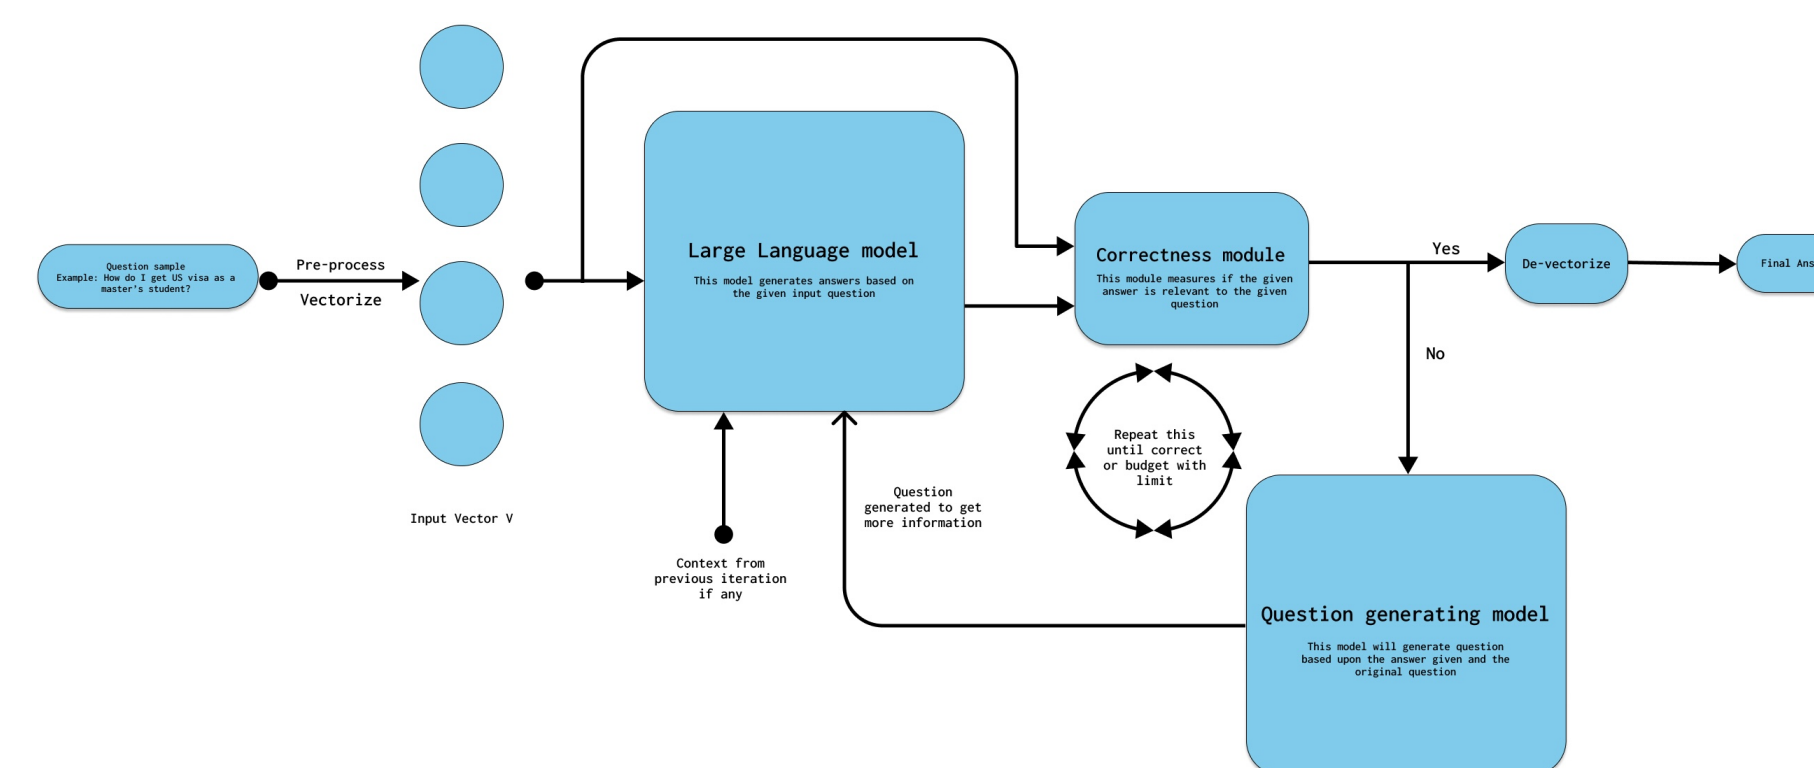 Question sample
Example: How do I get US visa as a
master's student?
Pre-process
Vectorize
Input Vector V
Large Language model
This model generates answers based on
the given input question
Context from
previous iteration
if any
Question
generated to get
more information
Correctness module
This module measures if the given
answer is relevant to the given
question
Repeat this
until correct
or budget with
limit
Yes
No
De-vectorize
Final
Question generating model
This model will generate question
based upon the answer given and the
original question